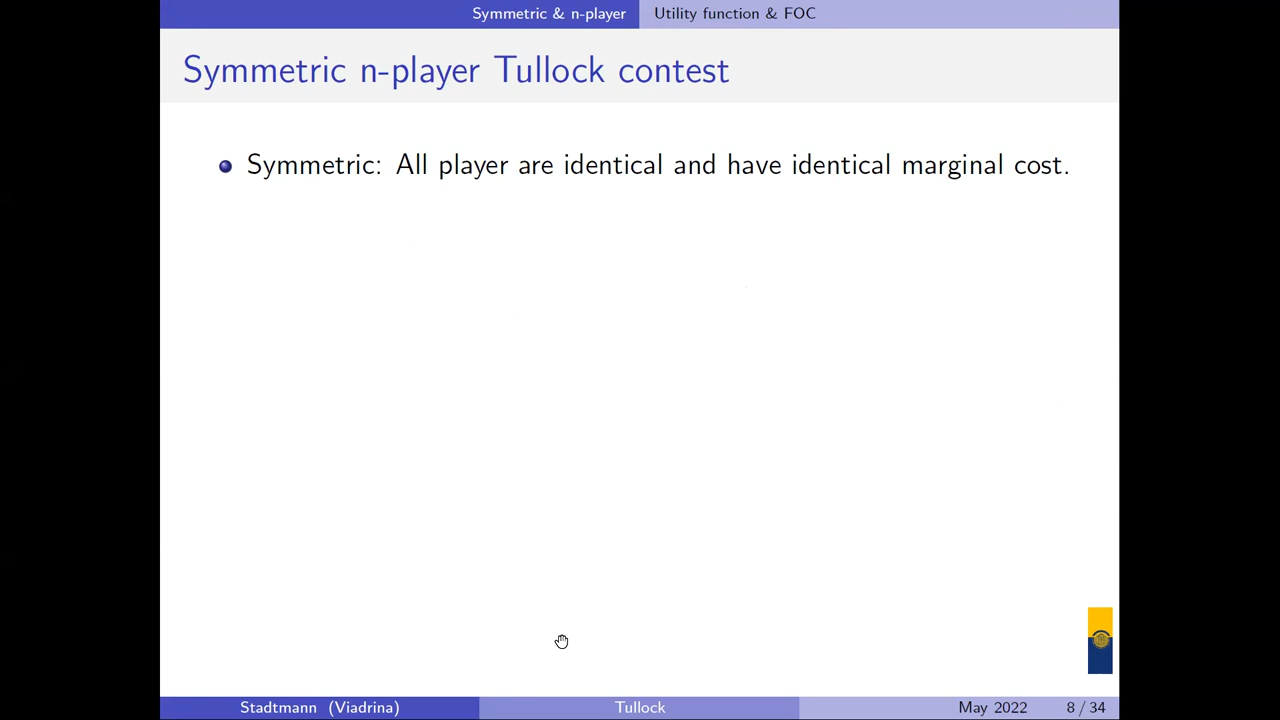 Symmetric & n-player Utility function & FOC
Symmetric n-player Tullock contest
Symmetric: All player are identical and have identical marginal cost.
Stadtmann (Viadrina) Tullock May 2022 8 / 34